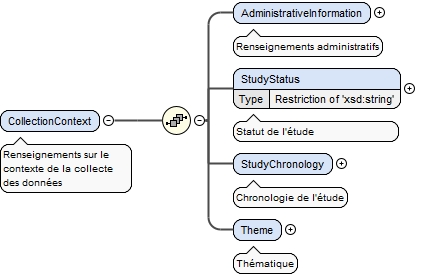 AdministrativeInformation
Renseignements administratifs
StudyStatus
Type Restriction of 'xsd:string'
Statut de l'étude
CollectionContext
Renseignements sur le
contexte de la collecte
des données
StudyChronology
Chronologie de l'étude
Theme
Thématique